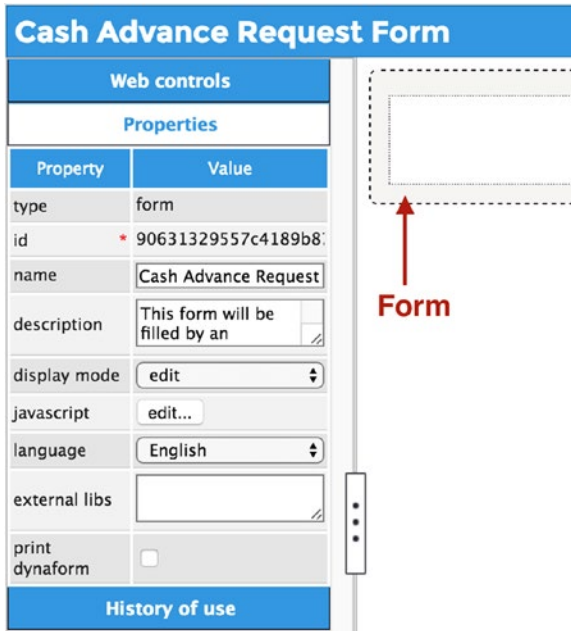 Cash Advance Request Form
Web controls
Properties
Property Value
type form
id * 90631329557c4189b8
name Cash Advance Request
description This form will be
filled by an
display mode edit
javascript edit...
language English
external libs
print
dynaform
History of use
Form